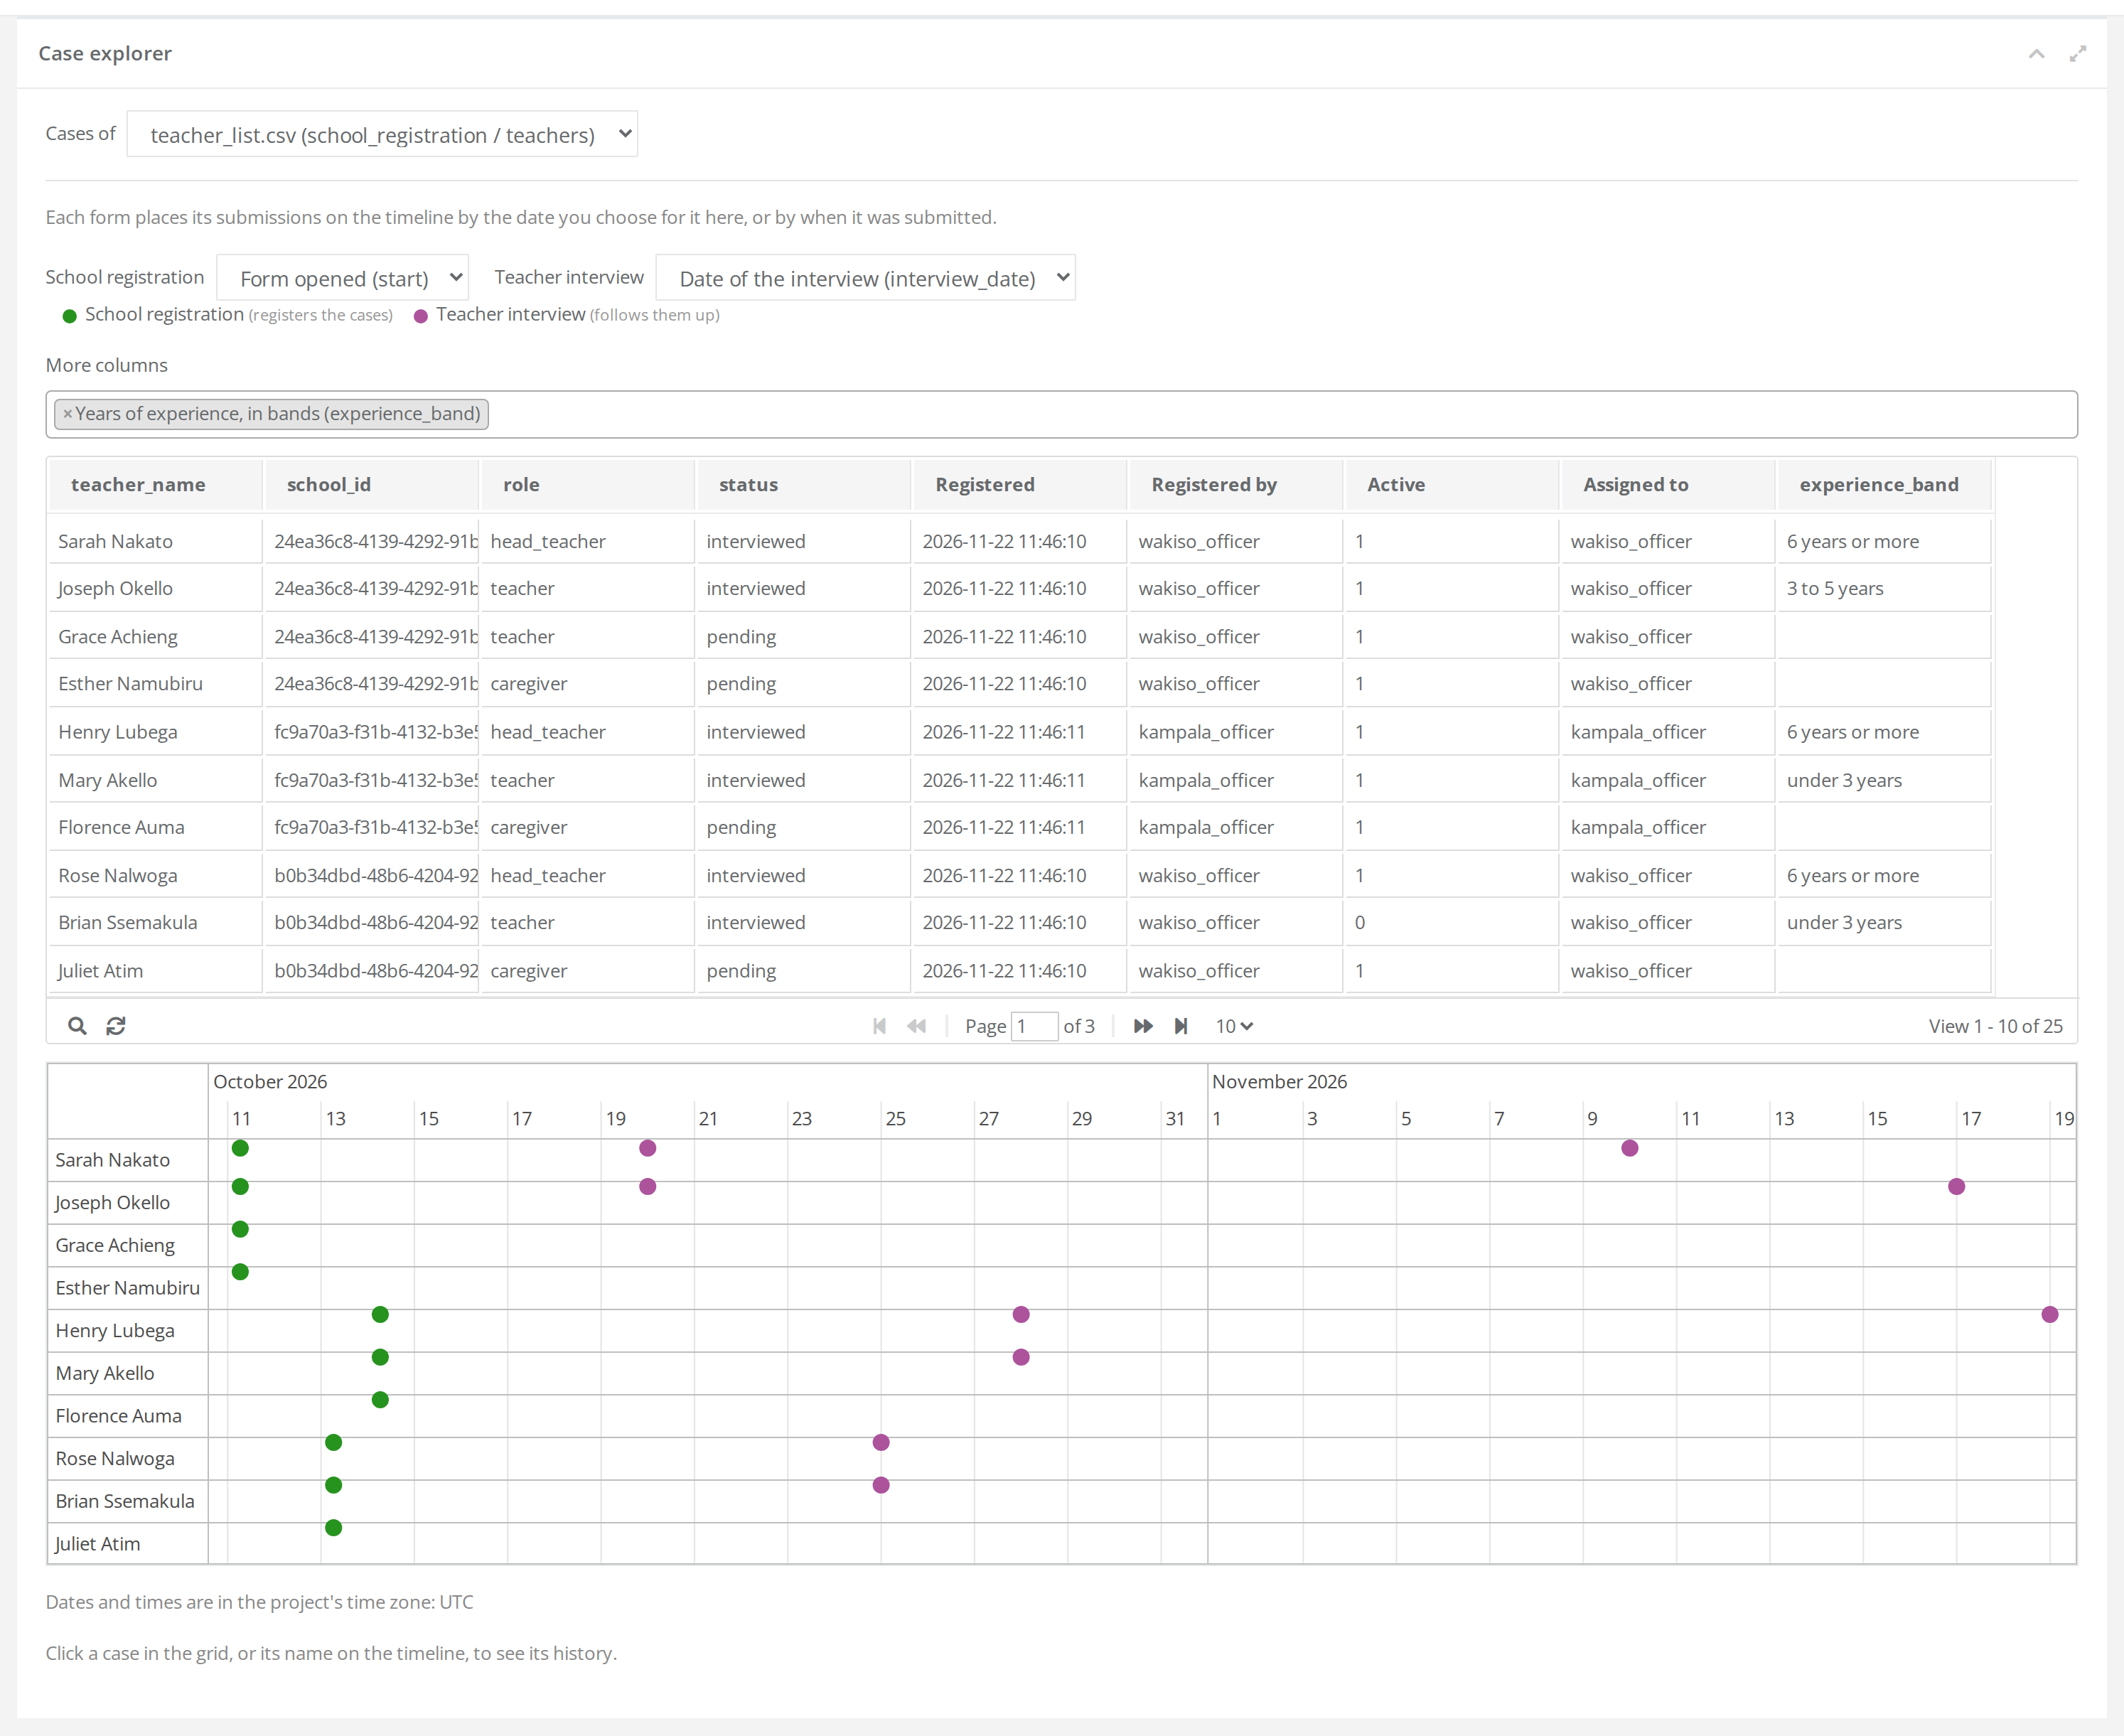 Case explorer
Cases of teacher_list.csv (school_registration / teachers)
Each form places its submissions on the timeline by the date you choose for it here, or by when it was submitted.
School registration Form opened (start) Teacher interview Date of the interview (interview_date)
School registration (registers the cases) Teacher interview (follows them up)
More columns
×Years of experience, in bands (experience_band)
teacher_name school_id role status Registered Registered by Active Assigned to experience_band
Sarah Nakato 24ea36c8-4139-4292-91b head_teacher interviewed 2026-11-22 11:46:10 wakiso_officer 1 wakiso_officer 6 years or more
Joseph Okello 24ea36c8-4139-4292-91b teacher interviewed 2026-11-22 11:46:10 wakiso_officer 1 wakiso_officer 3 to 5 years
Grace Achieng 24ea36c8-4139-4292-91b teacher pending 2026-11-22 11:46:10 wakiso_officer 1 wakiso_officer
Esther Namubiru 24ea36c8-4139-4292-91b caregiver pending 2026-11-22 11:46:10 wakiso_officer 1 wakiso_officer
Henry Lubega fc9a70a3-f31b-4132-b3e5 head_teacher interviewed 2026-11-22 11:46:11 kampala_officer 1 kampala_officer 6 years or more
Mary Akello fc9a70a3-f31b-4132-b3e5 teacher interviewed 2026-11-22 11:46:11 kampala_officer 1 kampala_officer under 3 years
Florence Auma fc9a70a3-f31b-4132-b3e5 caregiver pending 2026-11-22 11:46:11 kampala_officer 1 kampala_officer
Rose Nalwoga b0b34dbd-48b6-4204-92 head_teacher interviewed 2026-11-22 11:46:10 wakiso_officer 1 wakiso_officer 6 years or more
Brian Ssemakula b0b34dbd-48b6-4204-92 teacher interviewed 2026-11-22 11:46:10 wakiso_officer 0 wakiso_officer under 3 years
Juliet Atim b0b34dbd-48b6-4204-92 caregiver pending 2026-11-22 11:46:10 wakiso_officer 1 wakiso_officer
Page 1 of 3 10 View 1 - 10 of 25
October 2026 November 2026
11 13 15 17 19 21 23 25 27 29 31 1 3 5 7 9 11 13 15 17 19
Sarah Nakato
Joseph Okello
Grace Achieng
Esther Namubiru
Henry Lubega
Mary Akello
Florence Auma
Rose Nalwoga
Brian Ssemakula
Juliet Atim
Dates and times are in the project's time zone: UTC
Click a case in the grid, or its name on the timeline, to see its history.